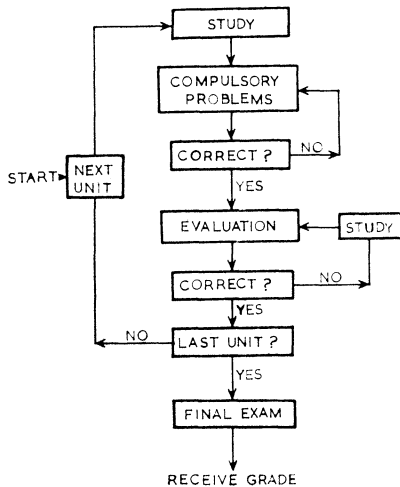 STUDY
COMPULSORY
PROBLEMS
CORRECT ?
NO
START
NEXT
UNIT
YES
EVALUATION
STUDY
CORRECT ?
NO
YES
NO
LAST UNIT ?
YES
FINAL EXAM
RECEIVE GRADE